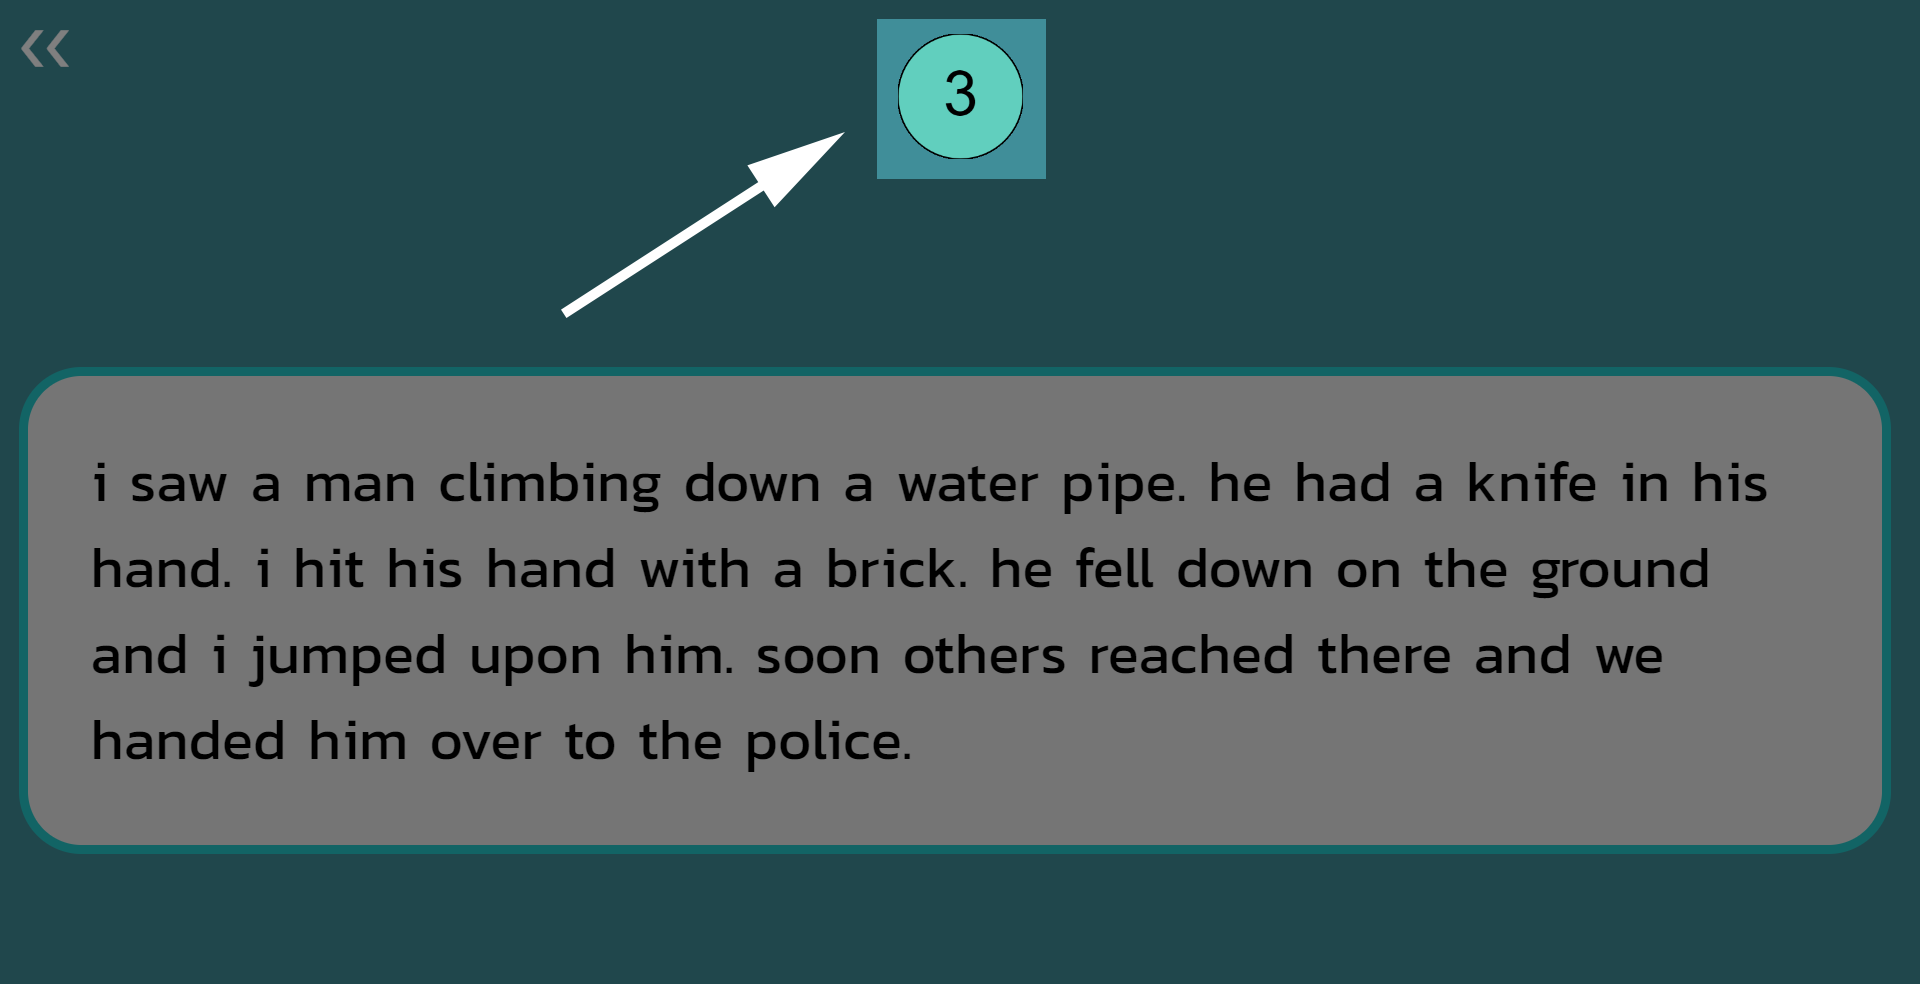 «
3
i saw a man climbing down a water pipe. he had a knife in his
hand. i hit his hand with a brick. he fell down on the ground
and i jumped upon him. soon others reached there and we
handed him over to the police.